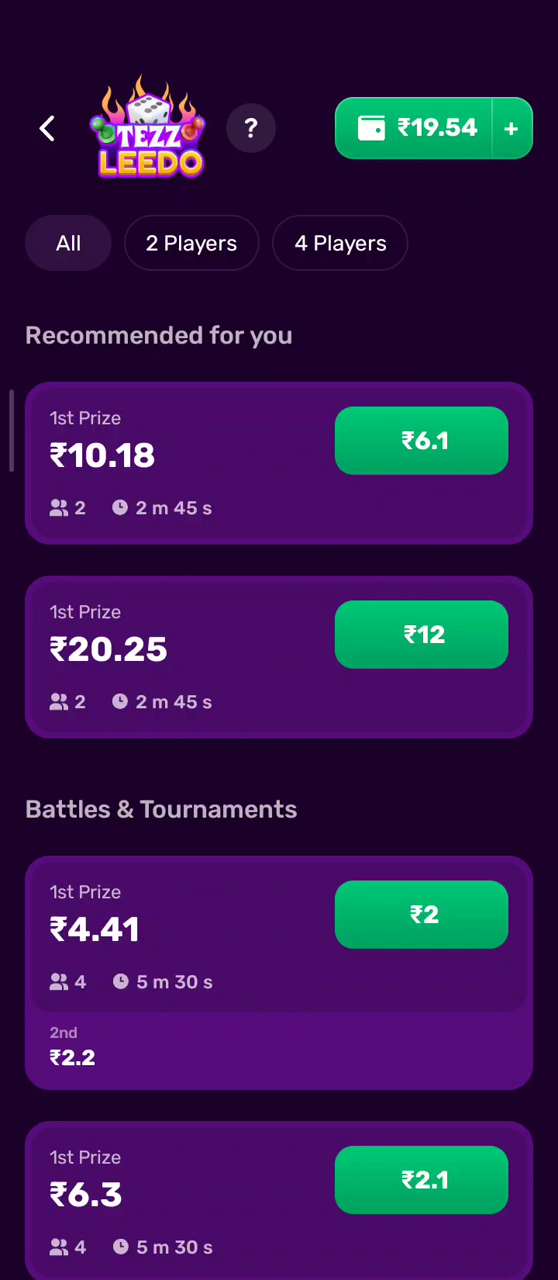 TEZZ
LEEDO
?
₹19.54 +
All
2 Players
4 Players
Recommended for you
1st Prize
₹10.18
₹6.1
2
2 m 45 s
1st Prize
₹20.25
₹12
2
2 m 45 s
Battles & Tournaments
1st Prize
₹4.41
₹2
4
5 m 30 s
2nd
₹2.2
1st Prize
₹6.3
₹2.1
4
5 m 30 s